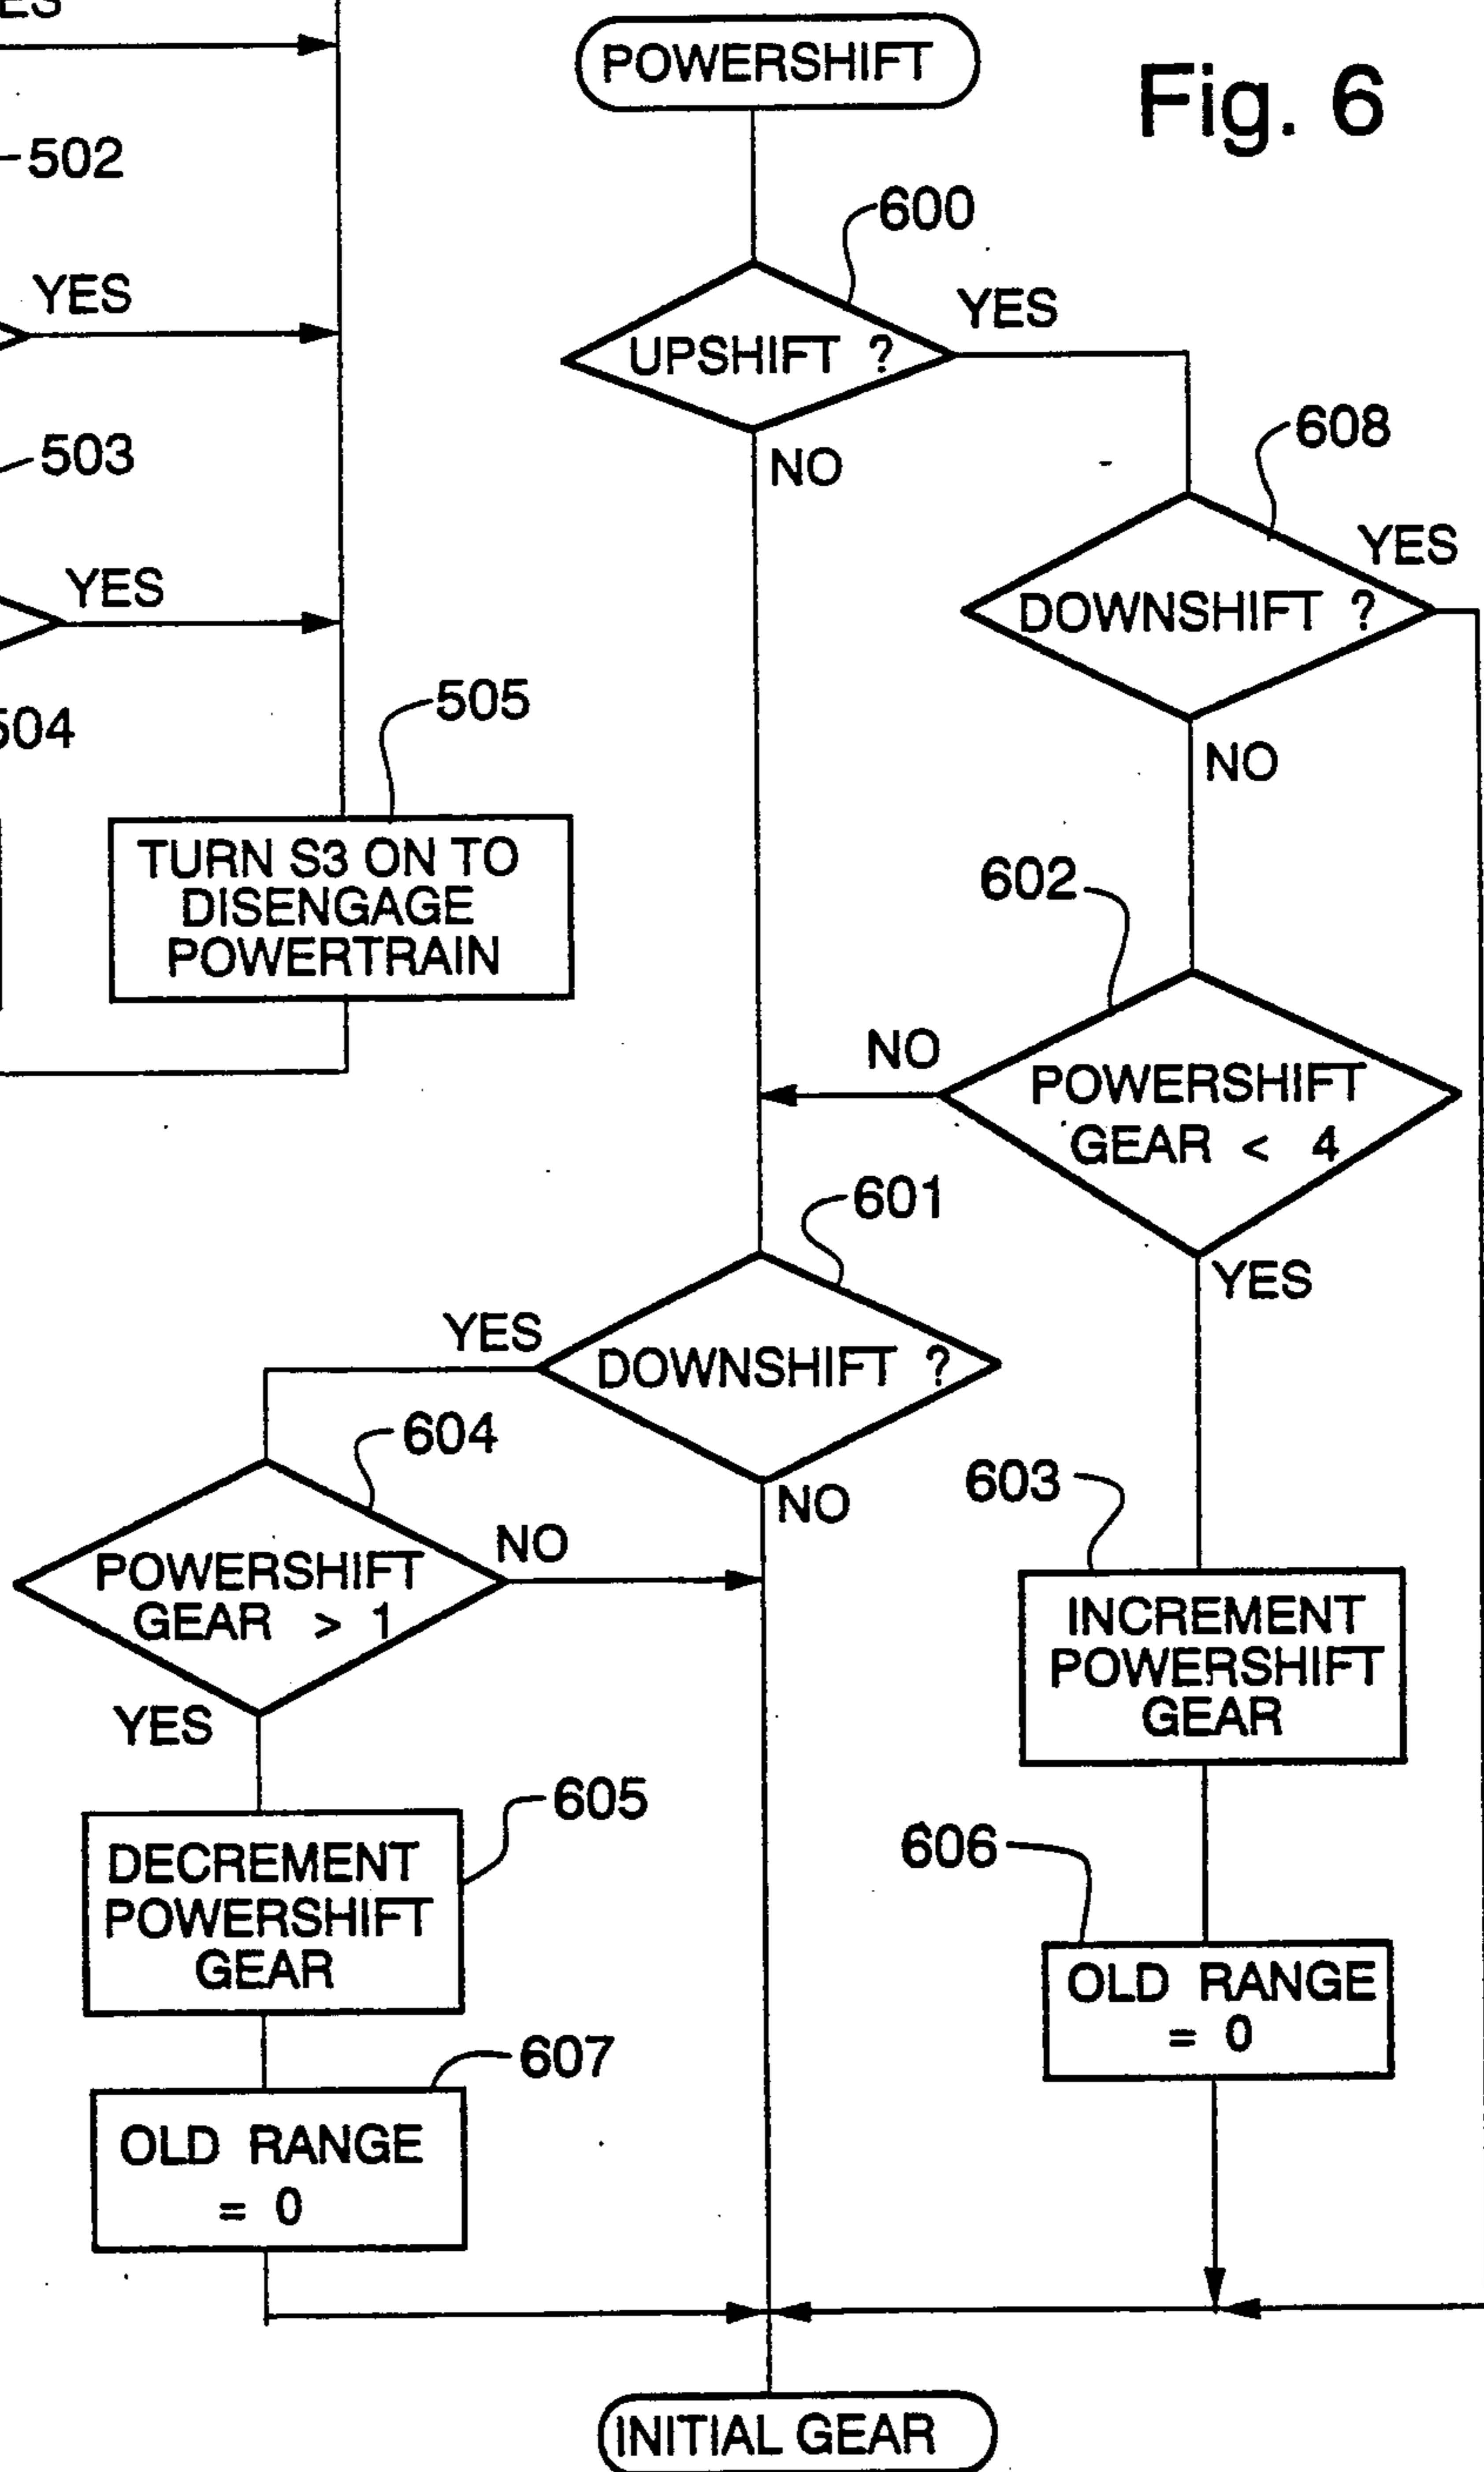 POWERSHIFT
Fig. 6
502
600
YES
YES
UPSHIFT ?
NO
503
608
YES
YES
DOWNSHIFT ?
505
504
NO
TURN S3 ON TO
DISENGAGE
POWERTRAIN
602
NO
POWERSHIFT
GEAR < 4
601
YES
YES
DOWNSHIFT ?
604
NO
603
NO
POWERSHIFT
GEAR > 1
INCREMENT
POWERSHIFT
GEAR
YES
605
606
DECREMENT
POWERSHIFT
GEAR
OLD RANGE
= 0
607
OLD RANGE
= 0
INITIAL GEAR